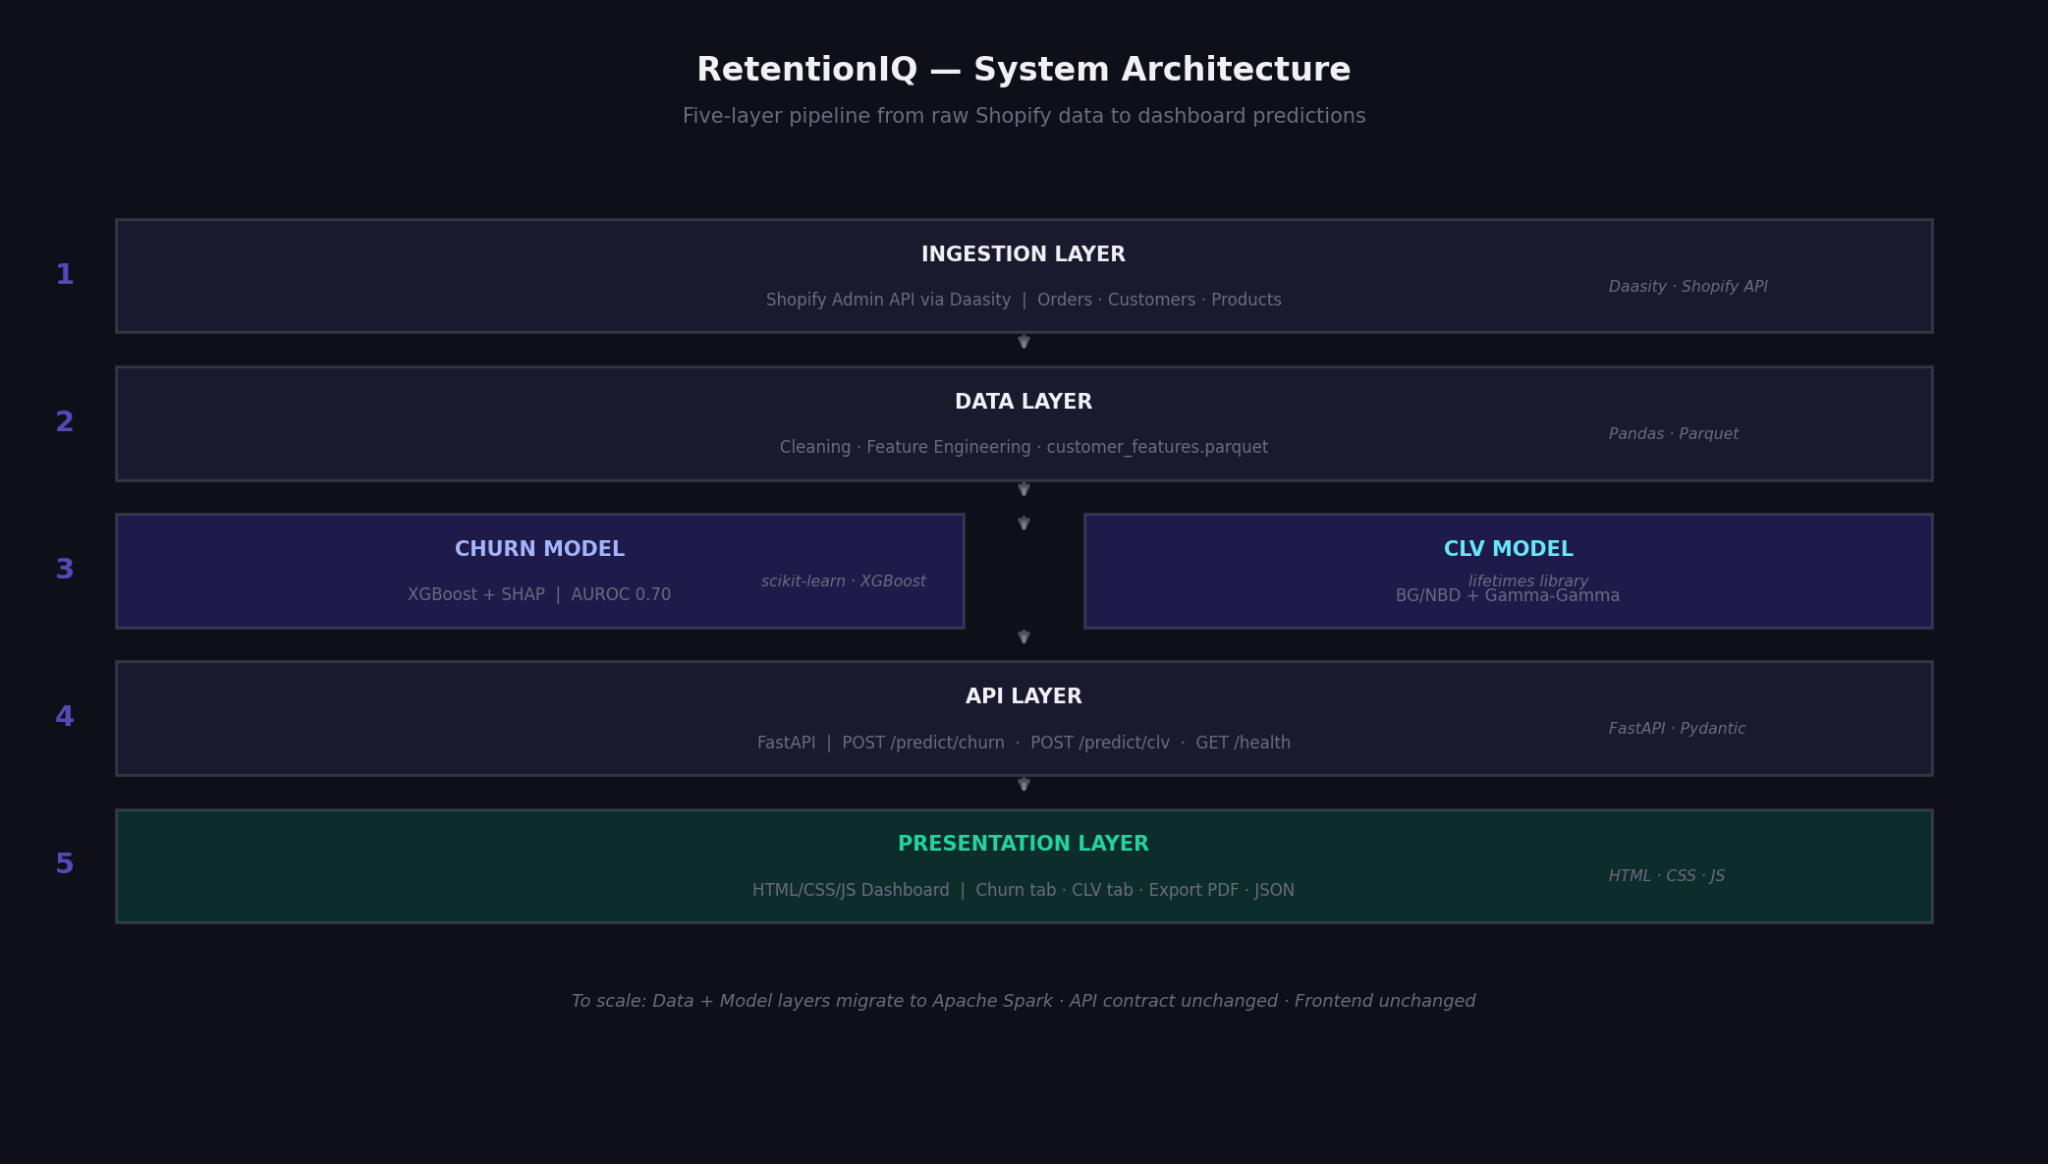 RetentionIQ — System Architecture
Five-layer pipeline from raw Shopify data to dashboard predictions
1
INGESTION LAYER
Shopify Admin API via Daasity | Orders · Customers · Products
Daasity · Shopify API
2
DATA LAYER
Cleaning · Feature Engineering · customer_features.parquet
Pandas · Parquet
3
CHURN MODEL
XGBoost + SHAP | AUROC 0.70
scikit-learn · XGBoost
CLV MODEL
lifetimes library
BG/NBD + Gamma-Gamma
4
API LAYER
FastAPI | POST /predict/churn · POST /predict/clv · GET /health
FastAPI · Pydantic
5
PRESENTATION LAYER
HTML/CSS/JS Dashboard | Churn tab · CLV tab · Export PDF · JSON
HTML · CSS · JS
To scale: Data + Model layers migrate to Apache Spark · API contract unchanged · Frontend unchanged